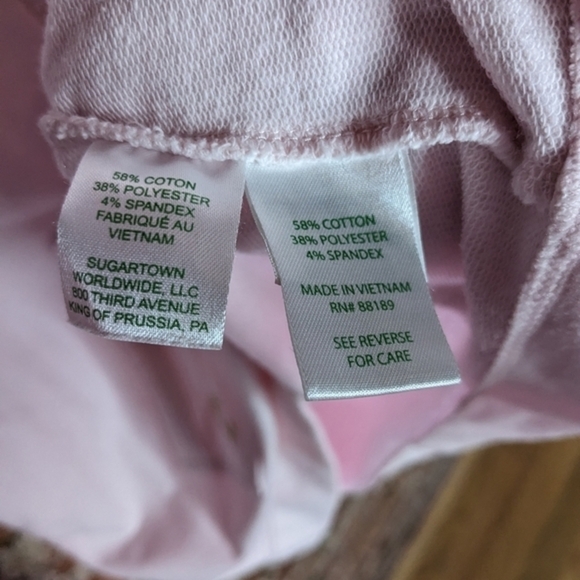 58% COTON
38% POLYESTER
4% SPANDEX
FABRIQUÉ AU
VIETNAM
SUGARTOWN
WORLDWIDE, LLC
800 THIRD AVENUE
KING OF PRUSSIA, PA
58% COTTON
38% POLYESTER
4% SPANDEX
MADE IN VIETNAM
RN# 88189
SEE REVERSE
FOR CARE